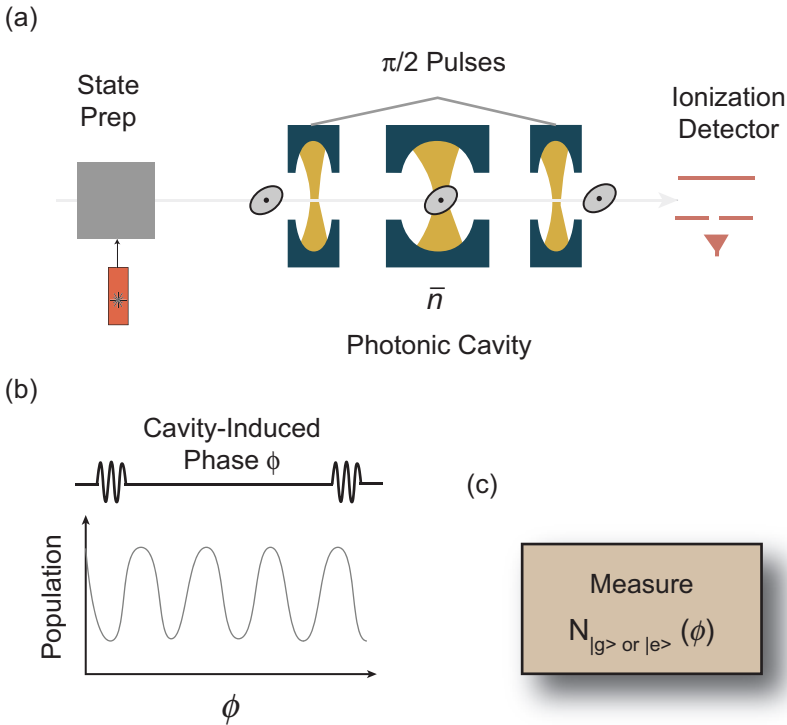 (a)
State
Prep
π/2 Pulses
Ionization
Detector
n̅
Photonic Cavity
(b)
Cavity-Induced
Phase ϕ
Population
ϕ
(c)
Measure
N|g> or |e> (ϕ)